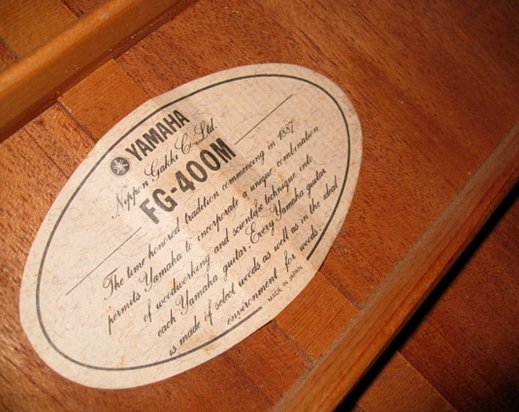 YAMAHA
Nippon Gakki C. Ltd.
FG-400M
The time honored tradition commencing in 1887
permits Yamaha to incorporate a unique combination
of woodworking and scientific technique into
each Yamaha guitar. Every Yamaha guitar
is made if select woods as well as in the ideal
environment for woods.
MADE IN JAPAN